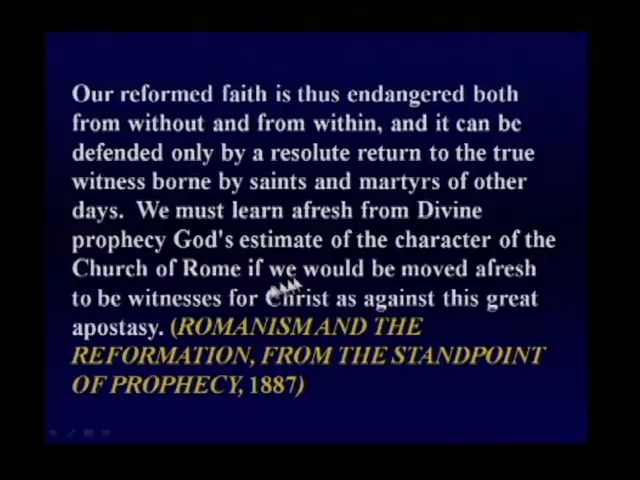 Our reformed faith is thus endangered both
from without and from within, and it can be
defended only by a resolute return to the true
witness borne by saints and martyrs of other
days.  We must learn afresh from Divine
prophecy God's estimate of the character of the
Church of Rome if we would be moved afresh
to be witnesses for Christ as against this great
apostasy. (ROMANISM AND THE
REFORMATION, FROM THE STANDPOINT
OF PROPHECY, 1887)